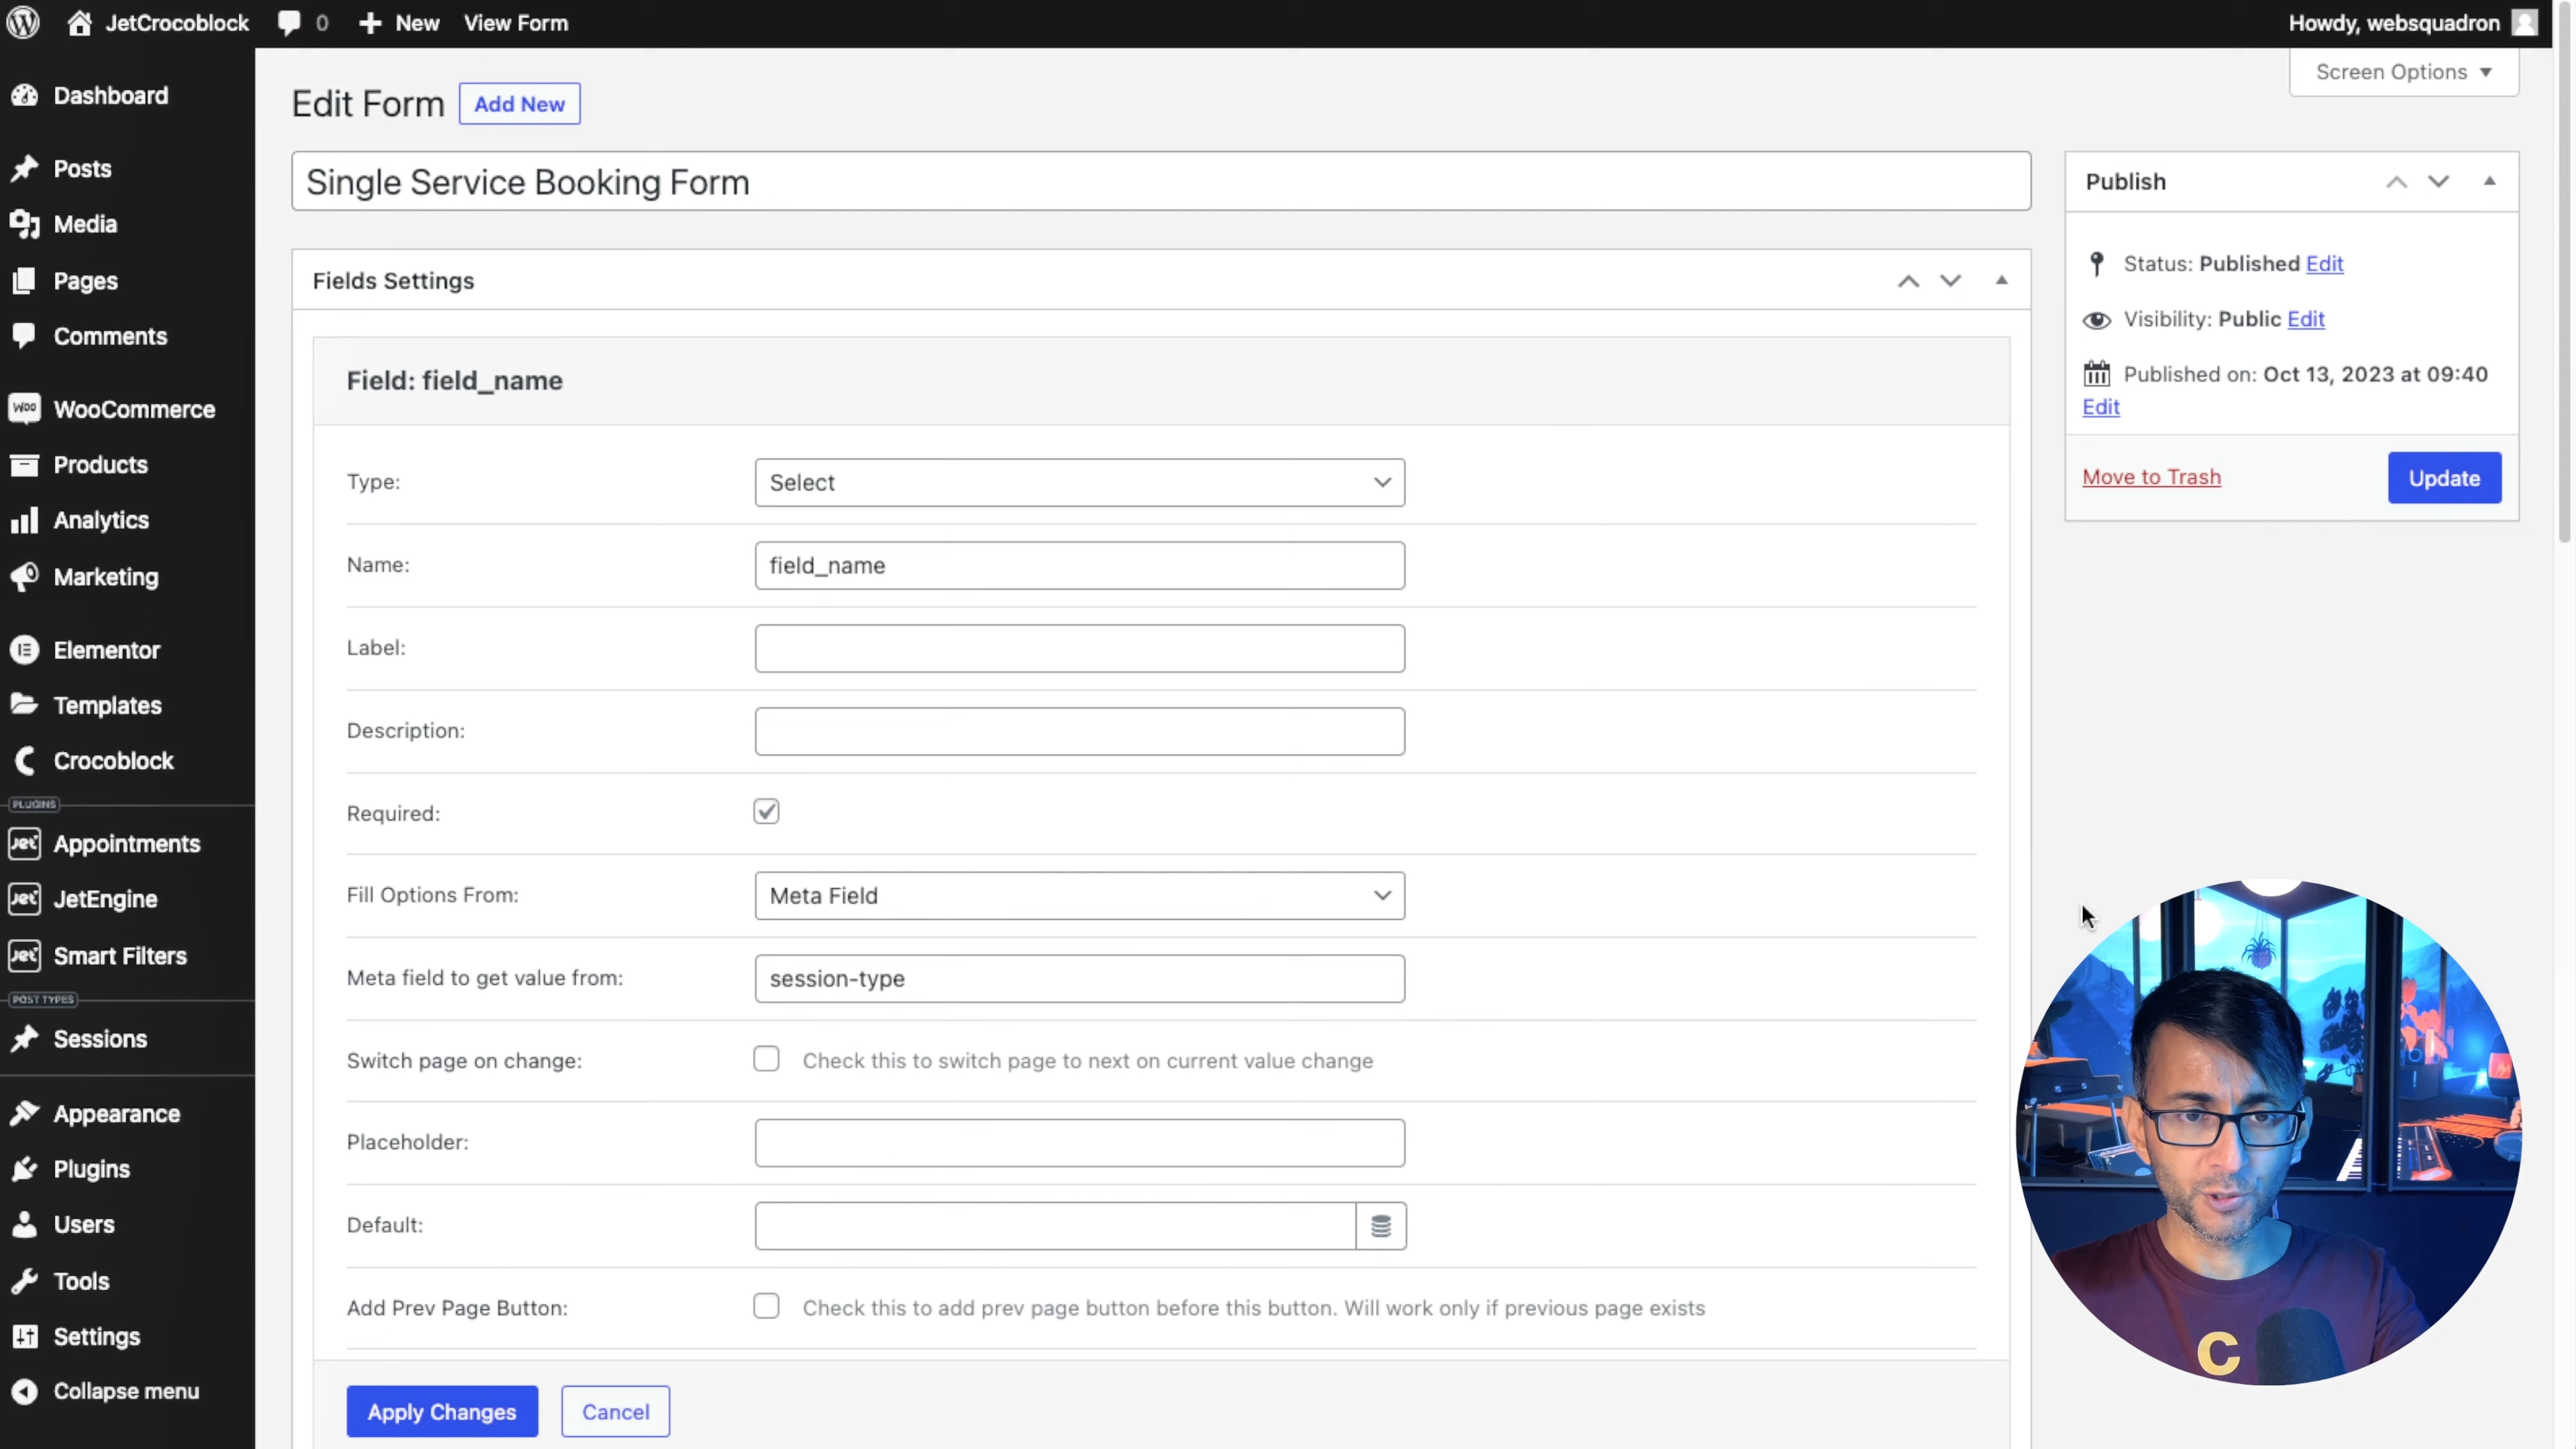 JetCrocoblock 0 New View Form Howdy, websquadron
Screen Options
Dashboard
Posts
Media
Pages
Comments
WooCommerce
Products
Analytics
Marketing
Elementor
Templates
Crocoblock
PLUGINS
Appointments
JetEngine
Smart Filters
POST TYPES
Sessions
Appearance
Plugins
Users
Tools
Settings
Collapse menu
Edit Form Add New
Single Service Booking Form
Fields Settings
Field: field_name
Type: Select
Name: field_name
Label:
Description:
Required:
Fill Options From: Meta Field
Meta field to get value from: session-type
Switch page on change: Check this to switch page to next on current value change
Placeholder:
Default:
Add Prev Page Button: Check this to add prev page button before this button. Will work only if previous page exists
Apply Changes Cancel
Publish
Status: Published Edit
Visibility: Public Edit
Published on: Oct 13, 2023 at 09:40
Edit
Move to Trash Update
C